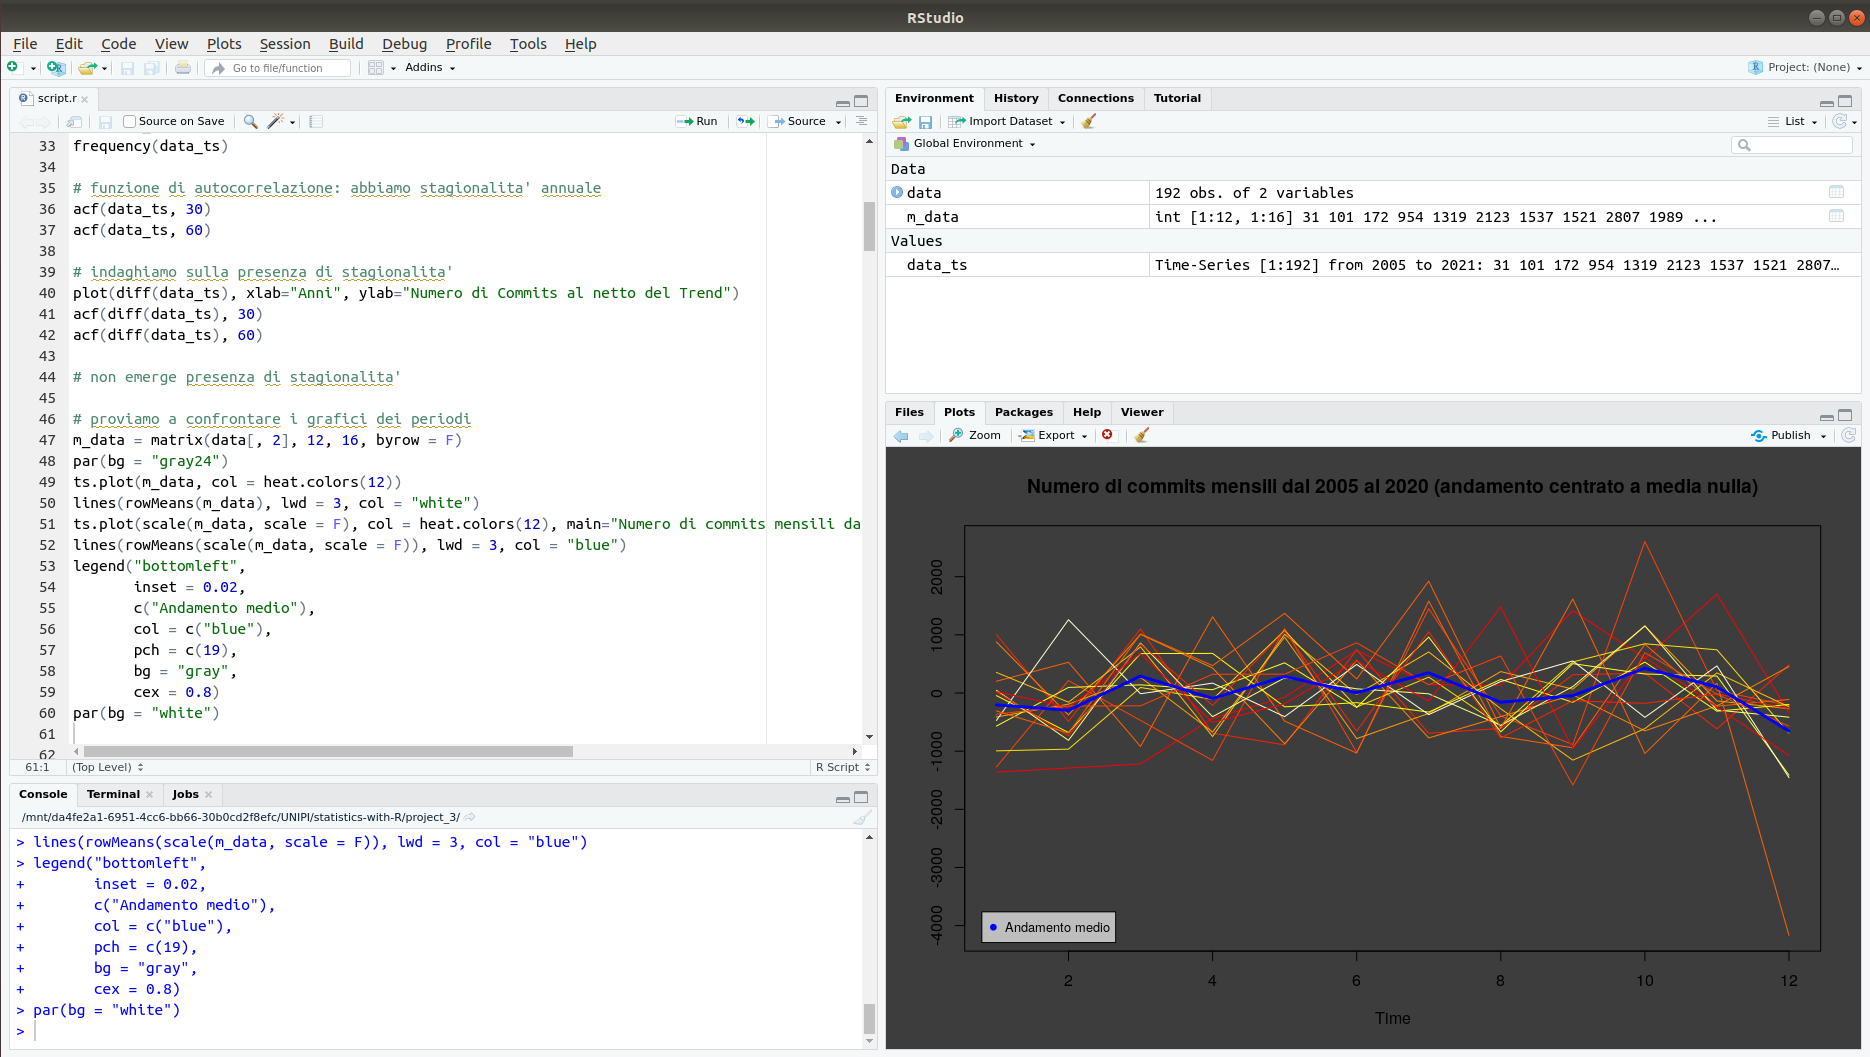 RStudio
File Edit Code View Plots Session Build Debug Profile Tools Help
Go to file/function Addins Project: (None)
script.r
Source on Save Run Source
33 frequency(data_ts)
34
35 # funzione di autocorrelazione: abbiamo stagionalita' annuale
36 acf(data_ts, 30)
37 acf(data_ts, 60)
38
39 # indaghiamo sulla presenza di stagionalita'
40 plot(diff(data_ts), xlab="Anni", ylab="Numero di Commits al netto del Trend")
41 acf(diff(data_ts), 30)
42 acf(diff(data_ts), 60)
43
44 # non emerge presenza di stagionalita'
45
46 # proviamo a confrontare i grafici dei periodi
47 m_data = matrix(data[, 2], 12, 16, byrow = F)
48 par(bg = "gray24")
49 ts.plot(m_data, col = heat.colors(12))
50 lines(rowMeans(m_data), lwd = 3, col = "white")
51 ts.plot(scale(m_data, scale = F), col = heat.colors(12), main="Numero di commits mensili da
52 lines(rowMeans(scale(m_data, scale = F)), lwd = 3, col = "blue")
53 legend("bottomleft",
54 inset = 0.02,
55 c("Andamento medio"),
56 col = c("blue"),
57 pch = c(19),
58 bg = "gray",
59 cex = 0.8)
60 par(bg = "white")
61
62
61:1 (Top Level) R Script
Console Terminal Jobs
/mnt/da4fe2a1-6951-4cc6-bb66-30b0cd2f8efc/UNIPI/statistics-with-R/project_3/
> lines(rowMeans(scale(m_data, scale = F)), lwd = 3, col = "blue")
> legend("bottomleft",
+ inset = 0.02,
+ c("Andamento medio"),
+ col = c("blue"),
+ pch = c(19),
+ bg = "gray",
+ cex = 0.8)
> par(bg = "white")
>
Environment History Connections Tutorial
Import Dataset List
Global Environment
Data
data 192 obs. of 2 variables
m_data int [1:12, 1:16] 31 101 172 954 1319 2123 1537 1521 2807 1989 ...
Values
data_ts Time-Series [1:192] from 2005 to 2021: 31 101 172 954 1319 2123 1537 1521 2807…
Files Plots Packages Help Viewer
Zoom Export Publish
Numero di commits mensili dal 2005 al 2020 (andamento centrato a media nulla)
2000
1000
0
-1000
-2000
-3000
-4000
Andamento medio
2 4 6 8 10 12
Time